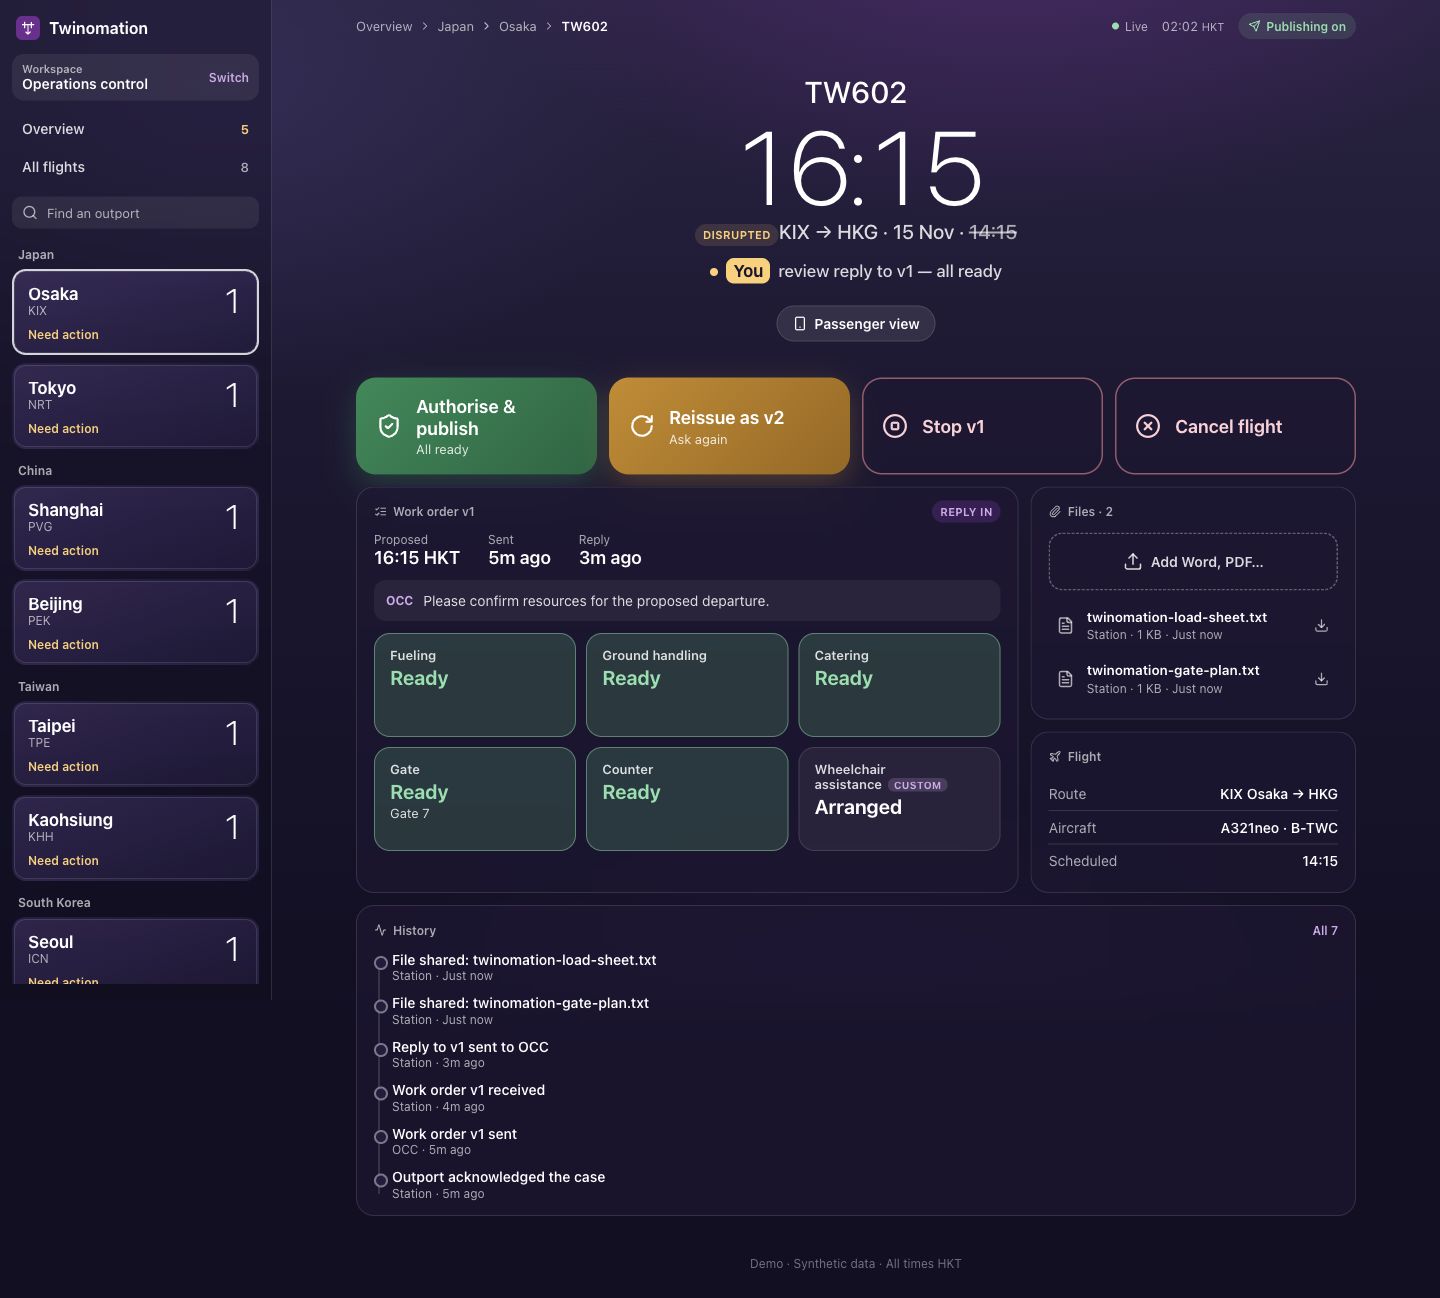 Twinomation
Workspace
Operations control
Switch
Overview 5
All flights 8
Find an outport
Japan
Osaka 1
KIX
Need action
Tokyo 1
NRT
Need action
China
Shanghai 1
PVG
Need action
Beijing 1
PEK
Need action
Taiwan
Taipei 1
TPE
Need action
Kaohsiung 1
KHH
Need action
South Korea
Seoul 1
ICN
Need action
Overview > Japan > Osaka > TW602
Live 02:02 HKT Publishing on
TW602
16:15
DISRUPTED KIX → HKG · 15 Nov · 14:15
You review reply to v1 — all ready
Passenger view
Authorise & publish
All ready
Reissue as v2
Ask again
Stop v1
Cancel flight
Work order v1 REPLY IN
Proposed Sent Reply
16:15 HKT 5m ago 3m ago
OCC Please confirm resources for the proposed departure.
Fueling
Ready
Ground handling
Ready
Catering
Ready
Gate
Ready
Gate 7
Counter
Ready
Wheelchair
assistance CUSTOM
Arranged
Files · 2
Add Word, PDF...
twinomation-load-sheet.txt
Station · 1 KB · Just now
twinomation-gate-plan.txt
Station · 1 KB · Just now
Flight
Route KIX Osaka → HKG
Aircraft A321neo · B-TWC
Scheduled 14:15
History All 7
File shared: twinomation-load-sheet.txt
Station · Just now
File shared: twinomation-gate-plan.txt
Station · Just now
Reply to v1 sent to OCC
Station · 3m ago
Work order v1 received
Station · 4m ago
Work order v1 sent
OCC · 5m ago
Outport acknowledged the case
Station · 5m ago
Demo · Synthetic data · All times HKT